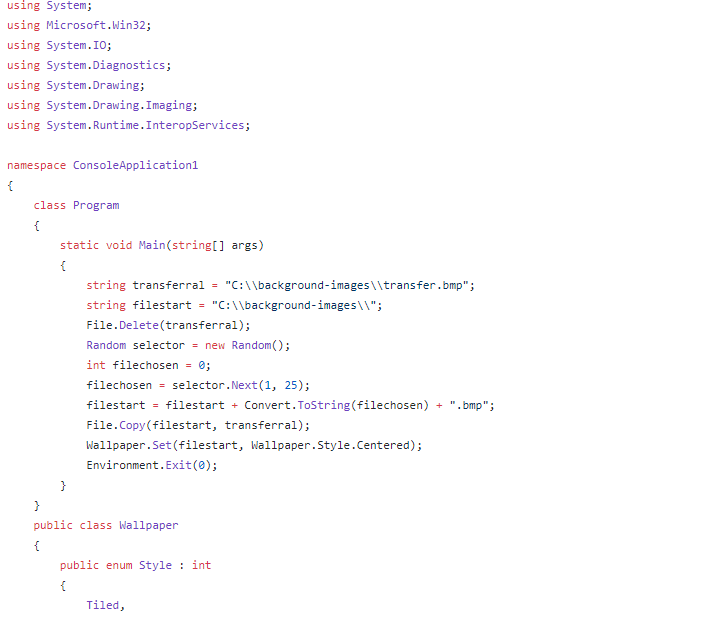 using System;
using Microsoft.Win32;
using System.IO;
using System.Diagnostics;
using System.Drawing;
using System.Drawing.Imaging;
using System.Runtime.InteropServices;

namespace ConsoleApplication1
{
    class Program
    {
        static void Main(string[] args)
        {
            string transferral = "C:\\background-images\\transfer.bmp";
            string filestart = "C:\\background-images\\";
            File.Delete(transferral);
            Random selector = new Random();
            int filechosen = 0;
            filechosen = selector.Next(1, 25);
            filestart = filestart + Convert.ToString(filechosen) + ".bmp";
            File.Copy(filestart, transferral);
            Wallpaper.Set(filestart, Wallpaper.Style.Centered);
            Environment.Exit(0);
        }
    }
    public class Wallpaper
    {
        public enum Style : int
        {
            Tiled,